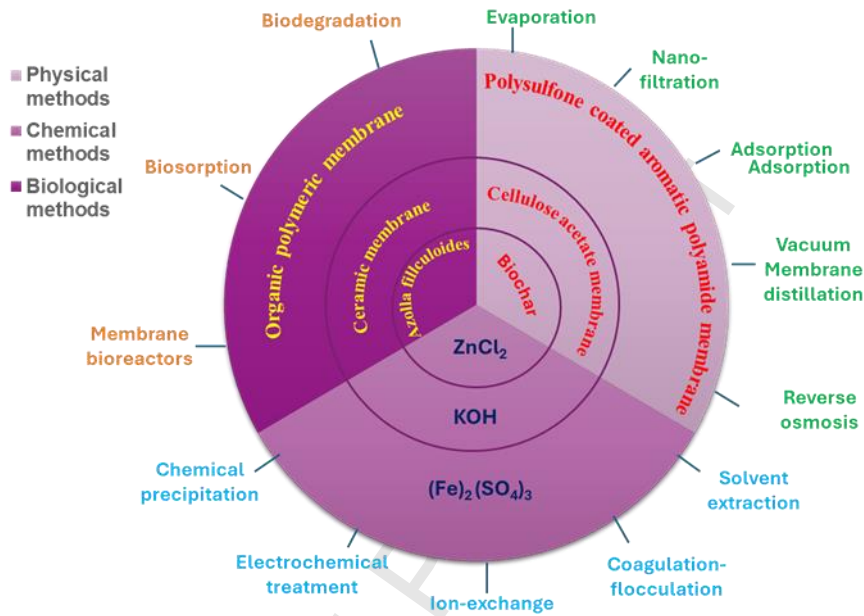 Physical
methods
Chemical
methods
Biological
methods
Biodegradation
Biosorption
Membrane
bioreactors
Evaporation
Nano-
filtration
Adsorption
Adsorption
Vacuum
Membrane
distillation
Reverse
osmosis
Solvent
extraction
Coagulation-
flocculation
Ion-exchange
Electrochemical
treatment
Chemical
precipitation
Organic polymeric membrane
Ceramic membrane
Azolla fillculoides
Polysulfone coated aromatic polyamide membrane
Cellulose acetate membrane
Biochar
ZnCl₂
KOH
(Fe)₂(SO₄)₃